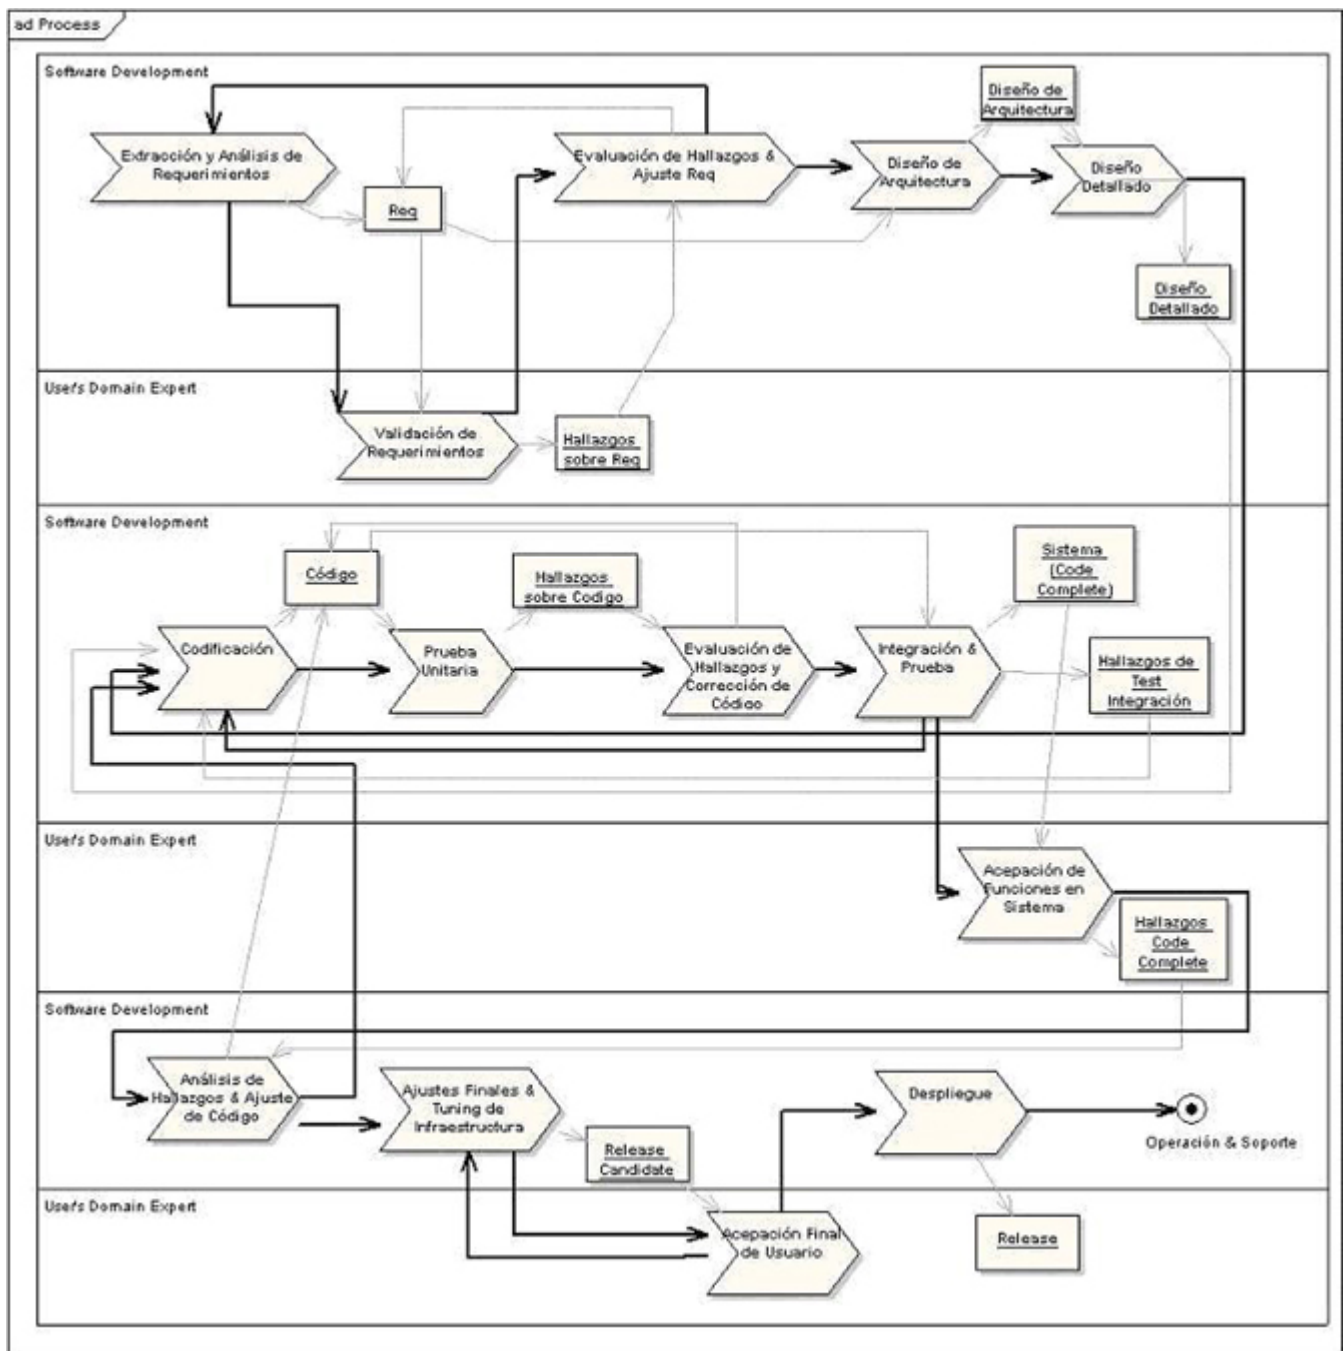 ad Process
Software Development
Extracción y Análisis de
Requerimientos
Req
Evaluación de Hallazgos &
Ajuste Req
Diseño de
Arquitectura
Diseño de
Arquitectura
Diseño
Detallado
Diseño
Detallado
User's Domain Expert
Validación de
Requerimientos
Hallazgos
sobre Req
Software Development
Código
Hallazgos
sobre Codigo
Sistema
(Code
Complete)
Codificación
Prueba
Unitaria
Evaluación de
Hallazgos y
Corrección de
Código
Integración &
Prueba
Hallazgos de
Test
Integración
User's Domain Expert
Acepación de
Funciones en
Sistema
Hallazgos
Code
Complete
Software Development
Análisis de
Hallazgos & Ajuste
de Código
Ajustes Finales &
Tuning de
Infraestructura
Release
Candidate
Despliegue
Operación & Soporte
User's Domain Expert
Acepación Final
de Usuario
Release